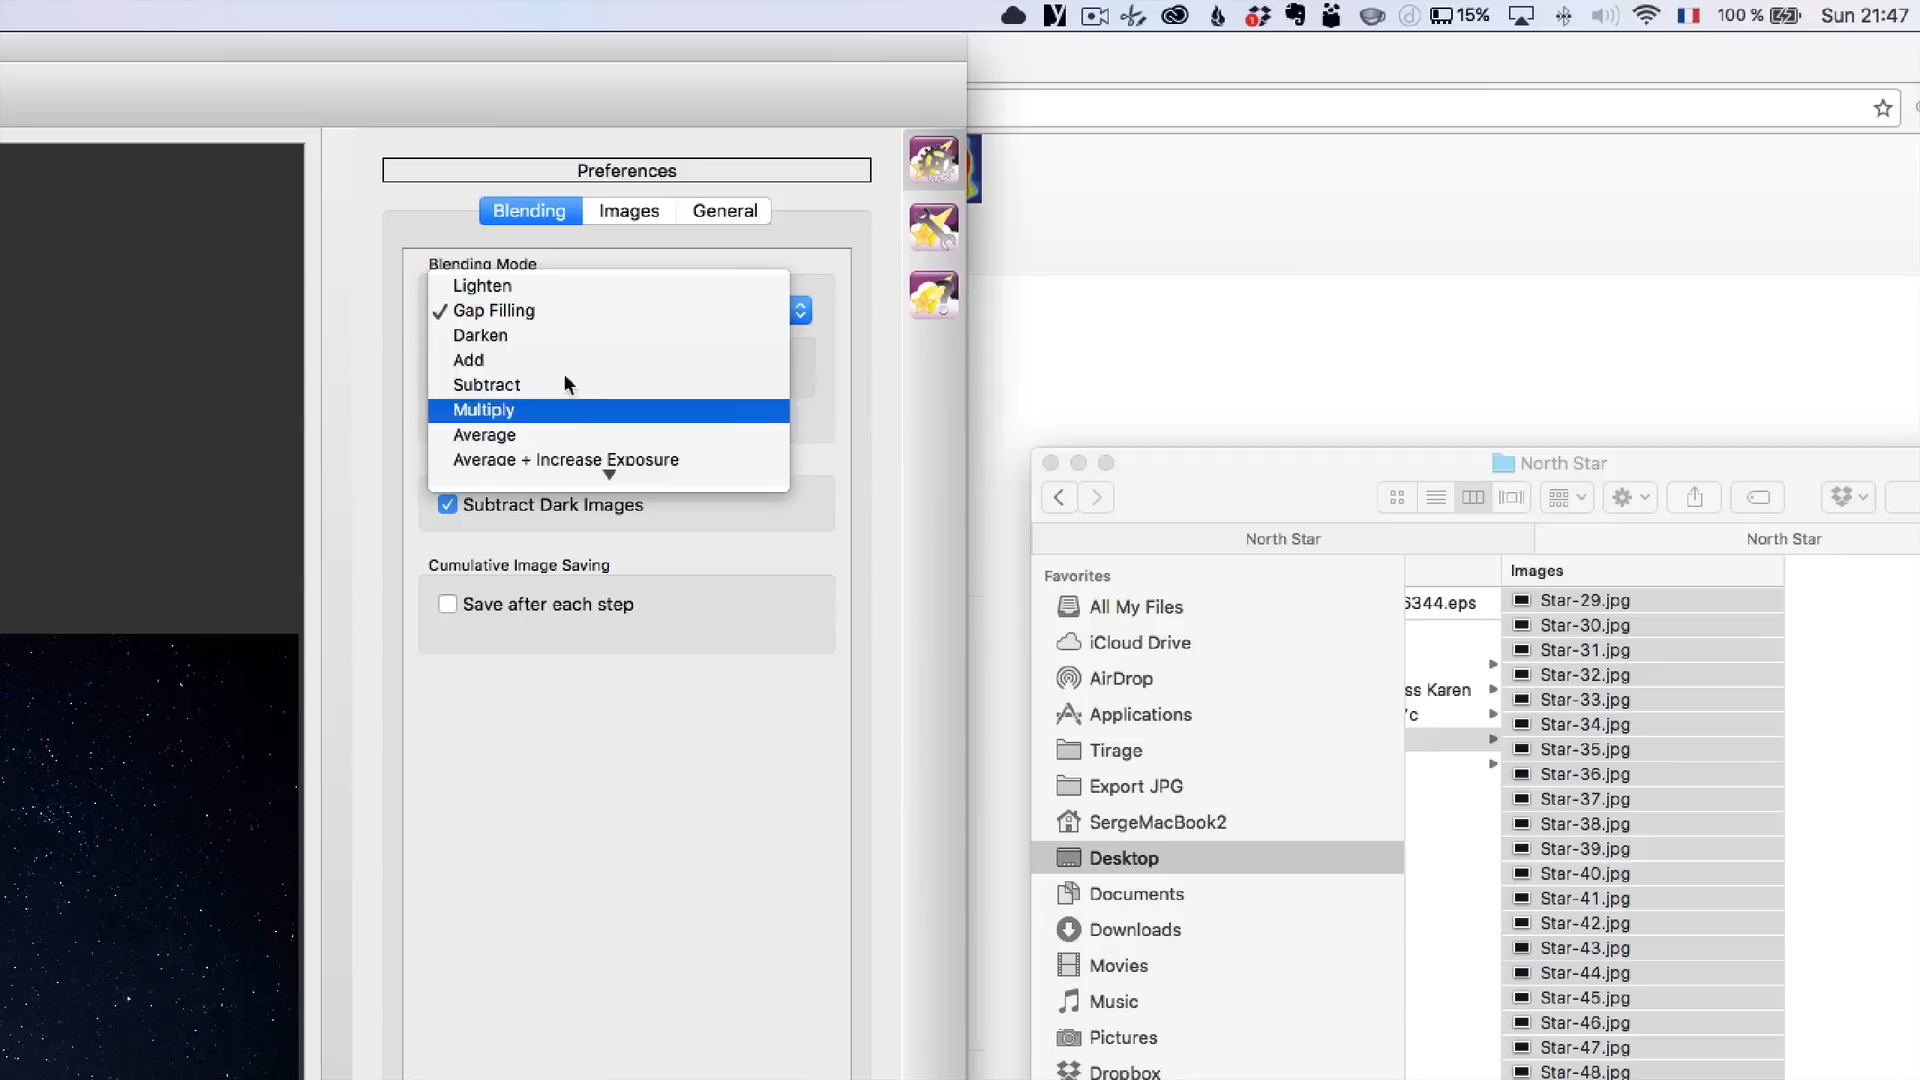 15%
100 %
Sun 21:47
Preferences
Blending
Images
General
Blending Mode
Lighten
✓ Gap Filling
Darken
Add
Subtract
Multiply
Average
Average + Increase Exposure
Subtract Dark Images
Cumulative Image Saving
Save after each step
North Star
North Star
North Star
Favorites
All My Files
iCloud Drive
AirDrop
Applications
Tirage
Export JPG
SergeMacBook2
Desktop
Documents
Downloads
Movies
Music
Pictures
Dropbox
6344.eps
ss Karen
Images
Star-29.jpg
Star-30.jpg
Star-31.jpg
Star-32.jpg
Star-33.jpg
Star-34.jpg
Star-35.jpg
Star-36.jpg
Star-37.jpg
Star-38.jpg
Star-39.jpg
Star-40.jpg
Star-41.jpg
Star-42.jpg
Star-43.jpg
Star-44.jpg
Star-45.jpg
Star-46.jpg
Star-47.jpg
Star-48.jpg